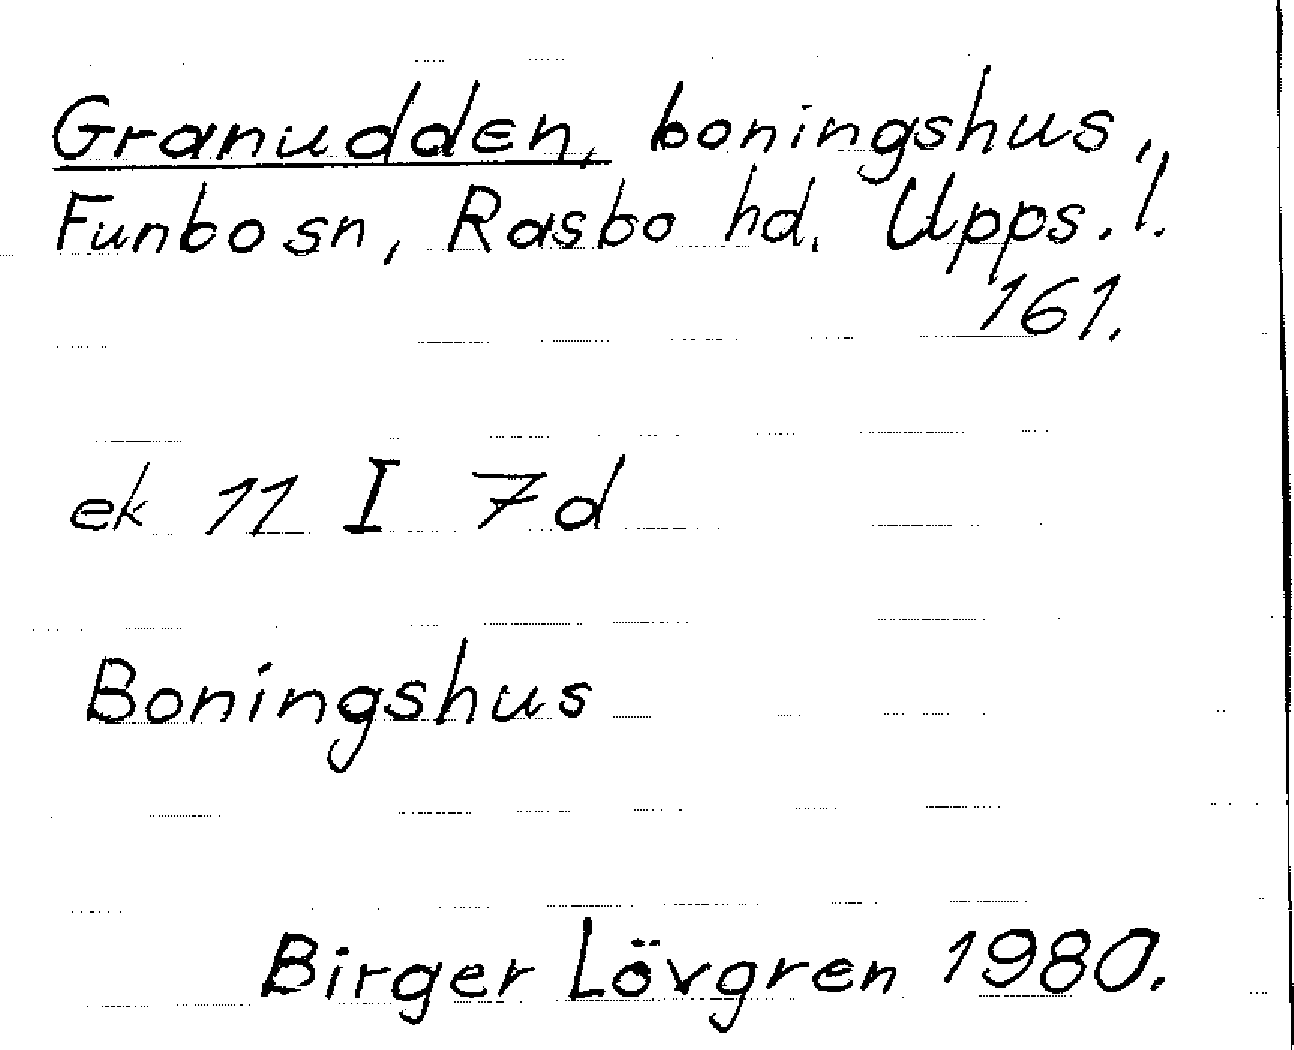 Granudden, boningshus,
Funbo sn, Rasbo hd. Upps. l.
161.
ek 11 I 7d
Boningshus
Birger Lövgren 1980.